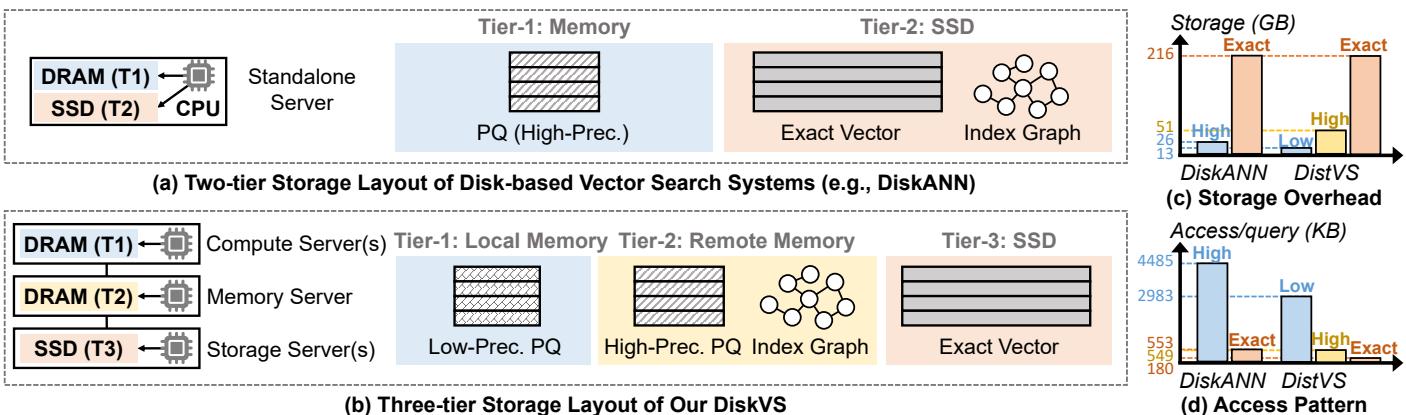 Tier-1: Memory
Tier-2: SSD
DRAM (T1)
SSD (T2)
CPU
Standalone
Server
PQ (High-Prec.)
Exact Vector
Index Graph
(a) Two-tier Storage Layout of Disk-based Vector Search Systems (e.g., DiskANN)
DRAM (T1)
Compute Server(s)
DRAM (T2)
Memory Server
SSD (T3)
Storage Server(s)
Tier-1: Local Memory
Tier-2: Remote Memory
Tier-3: SSD
Low-Prec. PQ
High-Prec. PQ
Index Graph
Exact Vector
(b) Three-tier Storage Layout of Our DiskVS
Storage (GB)
216
51
26
13
High
Exact
Low
High
Exact
DiskANN
DistVS
(c) Storage Overhead
Access/query (KB)
4485
2983
553
549
180
High
Exact
Low
High
Exact
DiskANN
DistVS
(d) Access Pattern